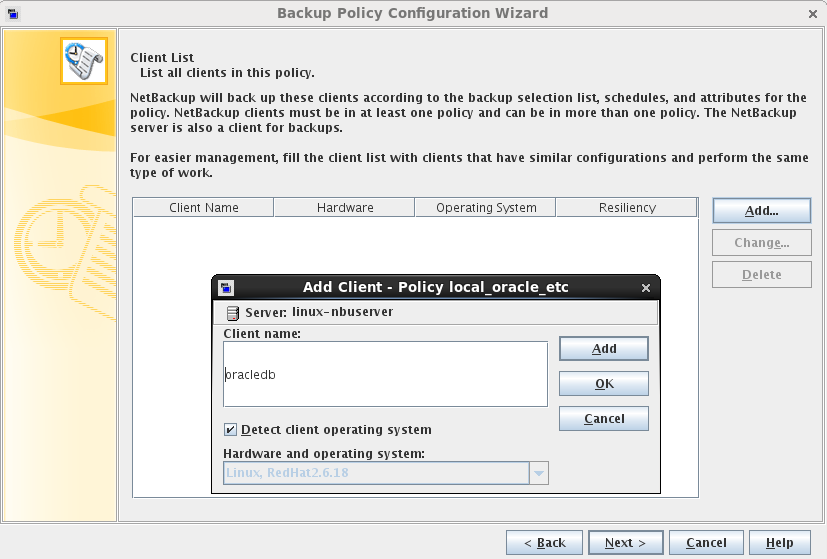 Backup Policy Configuration Wizard
Client List
List all clients in this policy.
NetBackup will back up these clients according to the backup selection list, schedules, and attributes for the
policy. NetBackup clients must be in at least one policy and can be in more than one policy. The NetBackup
server is also a client for backups.
For easier management, fill the client list with clients that have similar configurations and perform the same
type of work.
Client Name Hardware Operating System Resiliency
Add...
Change...
Delete
Add Client - Policy local_oracle_etc
Server: linux-nbuserver
Client name:
oracledb
Add
OK
Cancel
Detect client operating system
Hardware and operating system:
Linux, RedHat2.6.18
< Back Next > Cancel Help